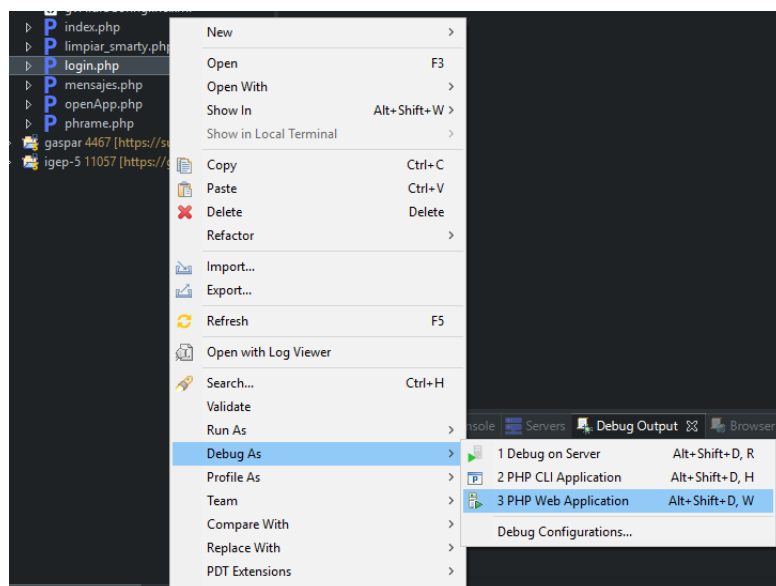 index.php
limpiar_smarty.php
login.php
mensajes.php
openApp.php
phrame.php
gaspar 4467 [https://su
igep-5 11057 [https://g
New
Open F3
Open With
Show In Alt+Shift+W
Show in Local Terminal
Copy Ctrl+C
Paste Ctrl+V
Delete Delete
Refactor
Import...
Export...
Refresh F5
Open with Log Viewer
Search... Ctrl+H
Validate
Run As
Debug As
Profile As
Team
Compare With
Replace With
PDT Extensions
nsole Servers Debug Output Browser
1 Debug on Server Alt+Shift+D, R
2 PHP CLI Application Alt+Shift+D, H
3 PHP Web Application Alt+Shift+D, W
Debug Configurations...